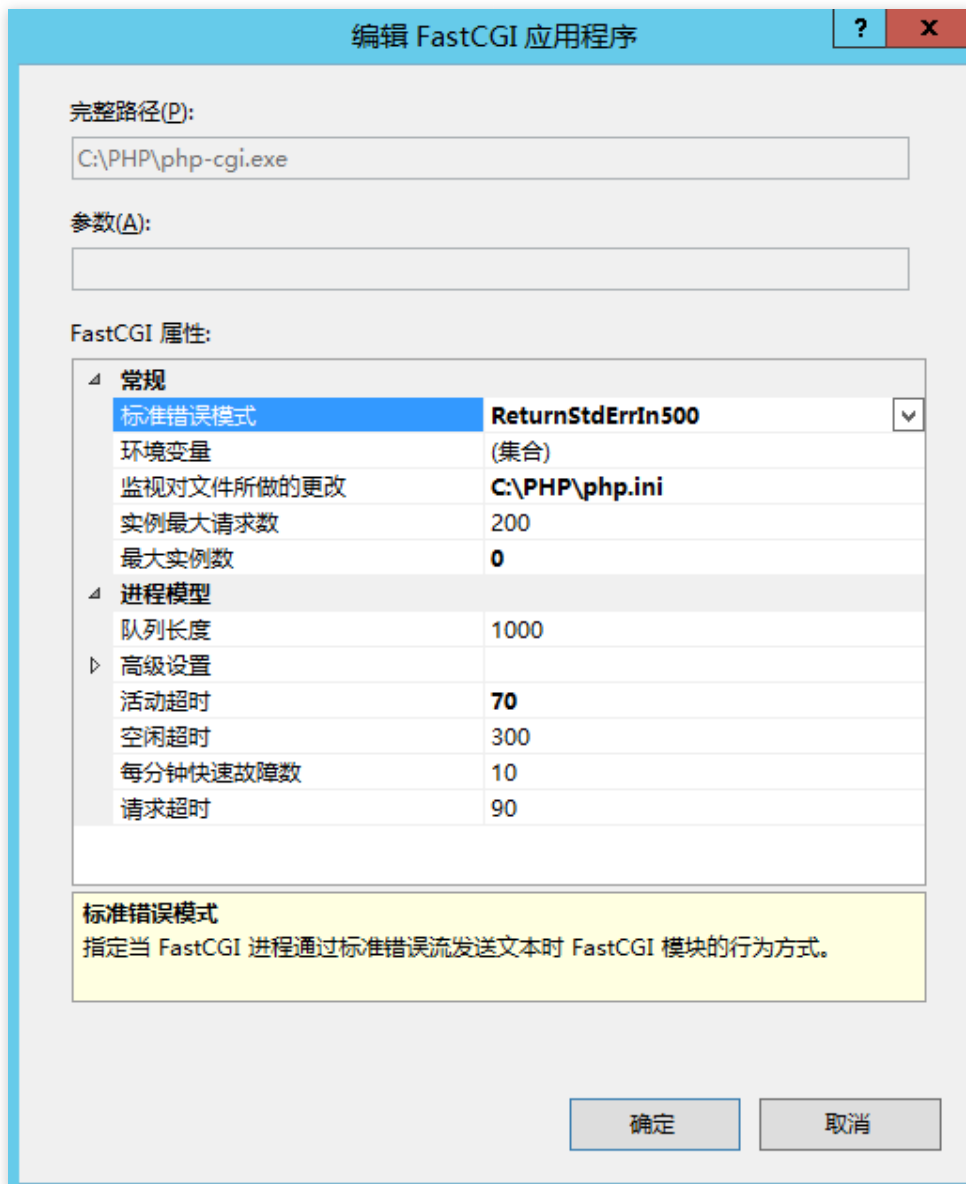 编辑 FastCGI 应用程序
? x
完整路径(P):
C:\PHP\php-cgi.exe
参数(A):
FastCGI 属性:
常规
标准错误模式 ReturnStdErrIn500
环境变量 (集合)
监视对文件所做的更改 C:\PHP\php.ini
实例最大请求数 200
最大实例数 0
进程模型
队列长度 1000
高级设置
活动超时 70
空闲超时 300
每分钟快速故障数 10
请求超时 90
标准错误模式
指定当 FastCGI 进程通过标准错误流发送文本时 FastCGI 模块的行为方式。
确定 取消